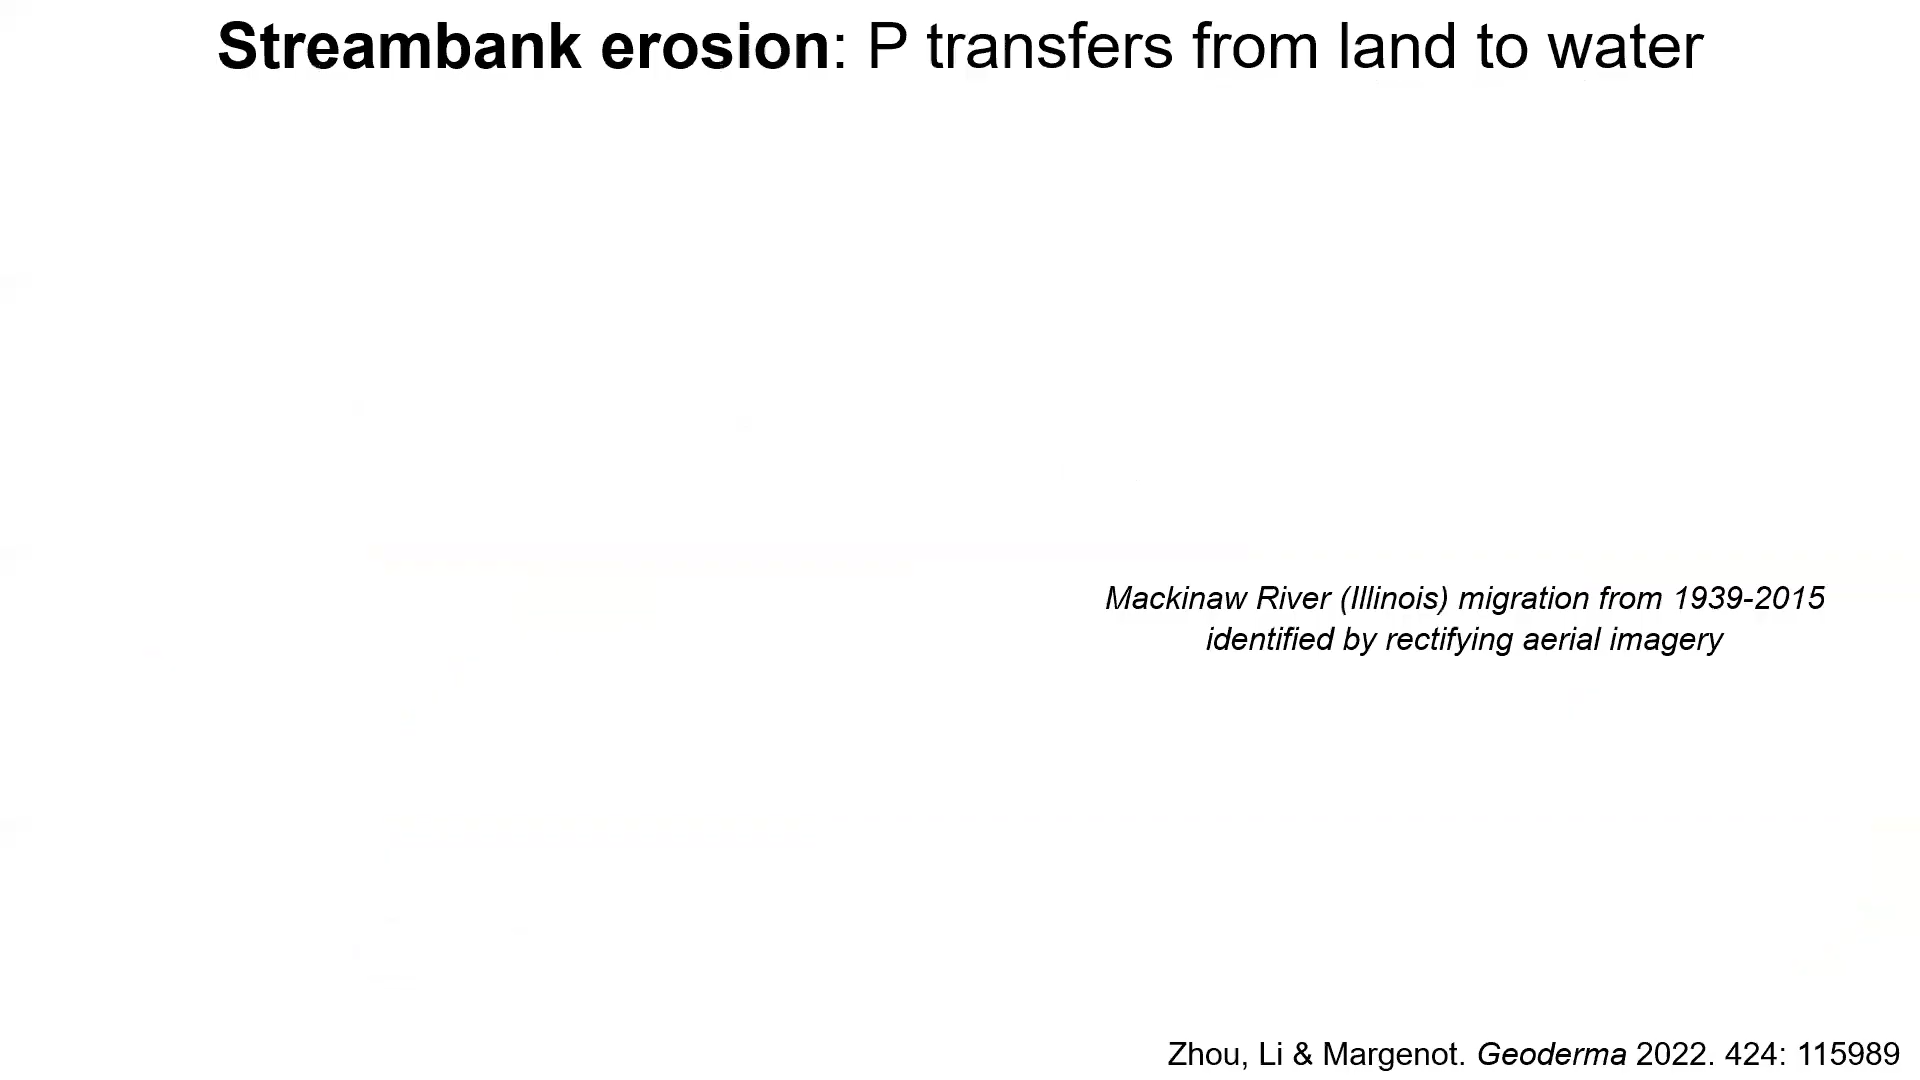 Streambank erosion: P transfers from land to water
Mackinaw River (Illinois) migration from 1939-2015
identified by rectifying aerial imagery
Zhou, Li & Margenot. Geoderma 2022. 424: 115989